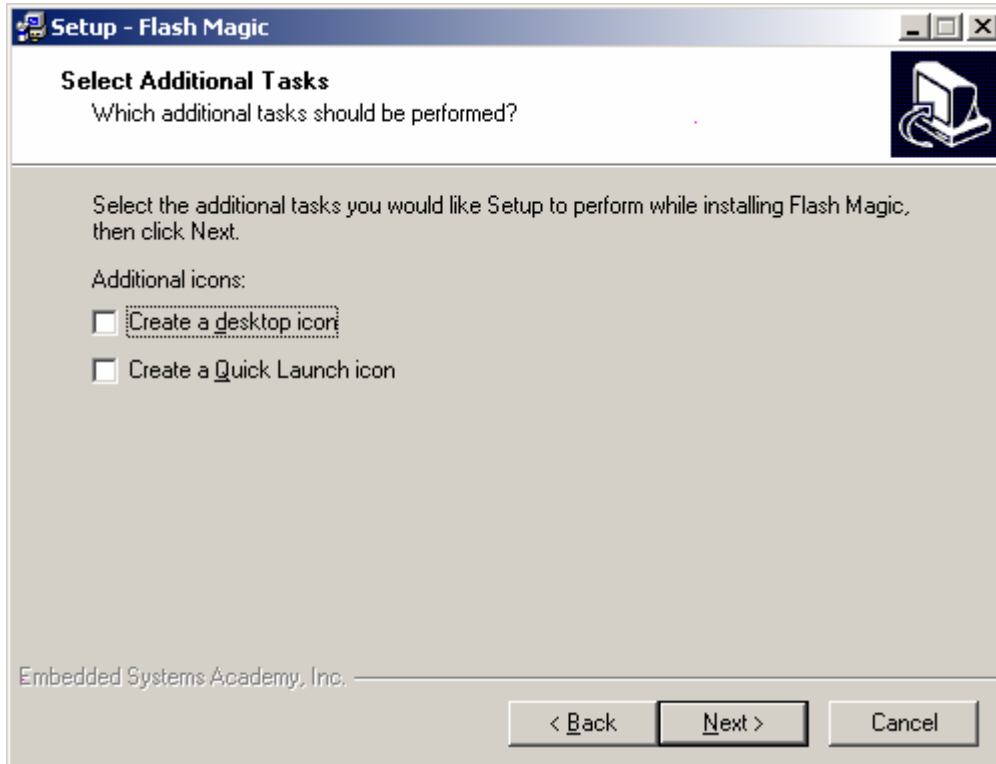 Setup - Flash Magic
Select Additional Tasks
Which additional tasks should be performed?
Select the additional tasks you would like Setup to perform while installing Flash Magic,
then click Next.
Additional icons:
Create a desktop icon
Create a Quick Launch icon
Embedded Systems Academy, Inc.
< Back Next > Cancel